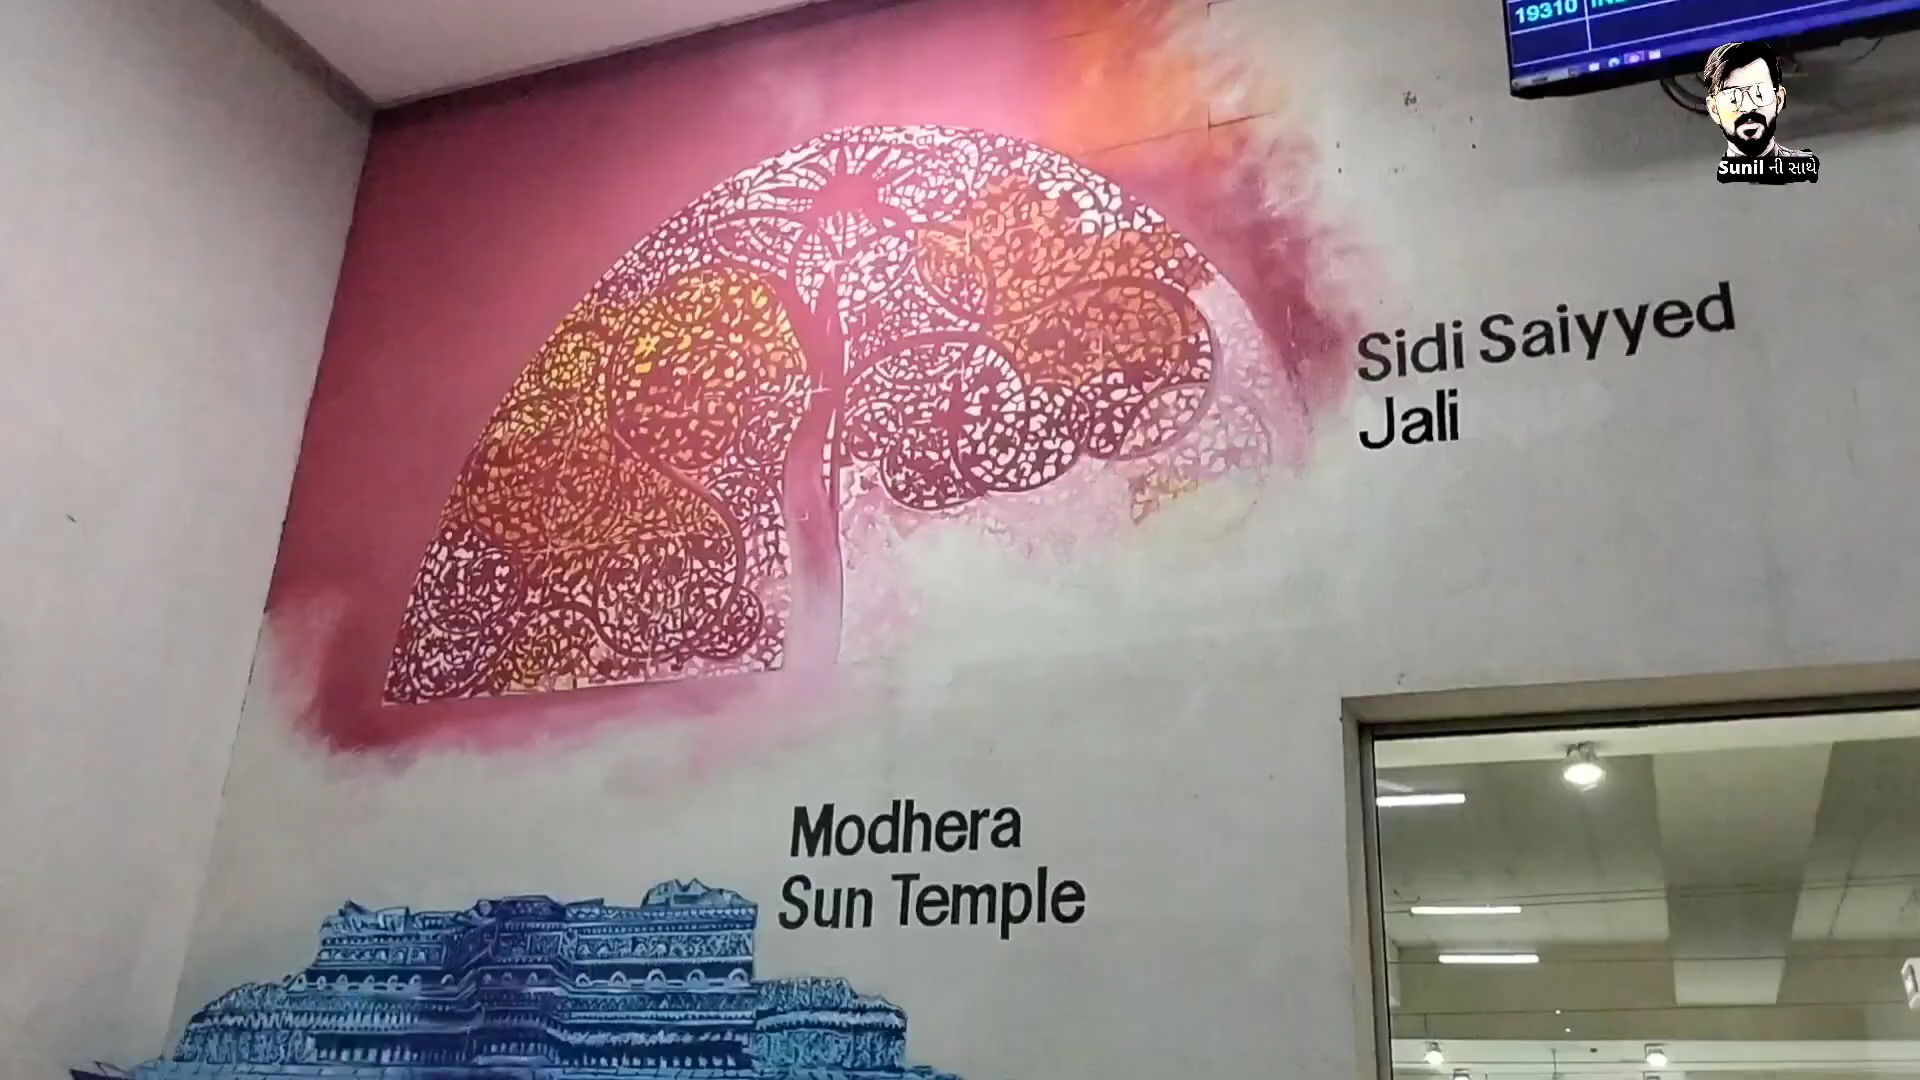 19310
Sunil ની સાથે
Sidi Saiyyed
Jali
Modhera
Sun Temple